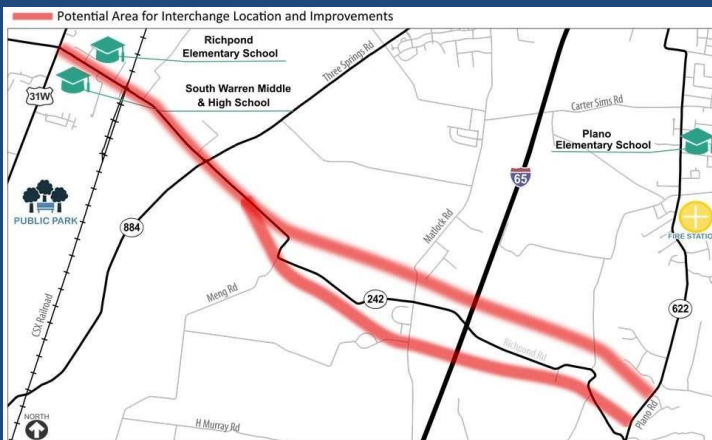 Potential Area for Interchange Location and Improvements
Richpond
Elementary School
South Warren Middle
& High School
31W
Three Springs Rd
Carter Sims Rd
Plano
Elementary School
65
PUBLIC PARK
884
Matlock Rd
FIRE STATION
Meng Rd
242
622
CSX Railroad
Richpond Rd
Plano Rd
H Murray Rd
NORTH